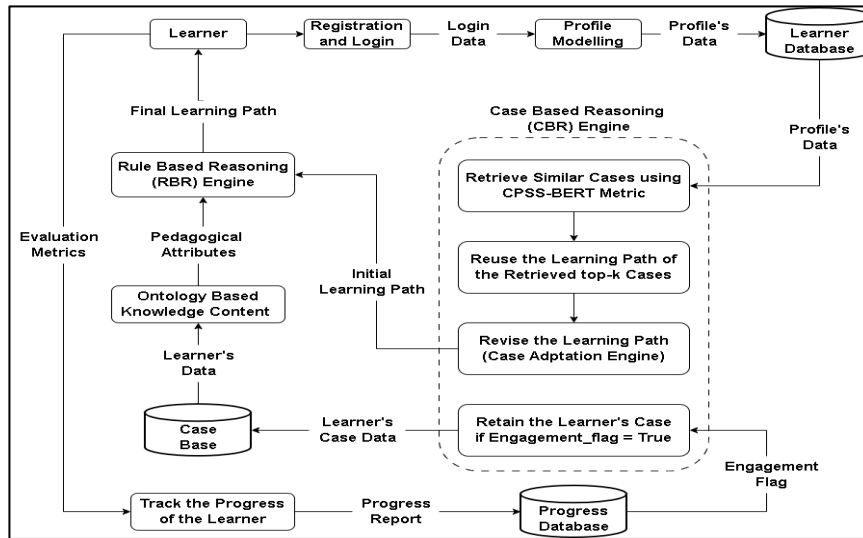 Learner
Registration
and Login
Login
Data
Profile
Modelling
Profile's
Data
Learner
Database
Final Learning Path
Case Based Reasoning
(CBR) Engine
Profile's
Data
Rule Based Reasoning
(RBR) Engine
Retrieve Similar Cases using
CPSS-BERT Metric
Evaluation
Metrics
Pedagogical
Attributes
Initial
Learning Path
Reuse the Learning Path of
the Retrieved top-k Cases
Ontology Based
Knowledge Content
Revise the Learning Path
(Case Adptation Engine)
Learner's
Data
Case
Base
Learner's
Case Data
Retain the Learner's Case
if Engagement_flag = True
Engagement
Flag
Track the Progress
of the Learner
Progress
Report
Progress
Database